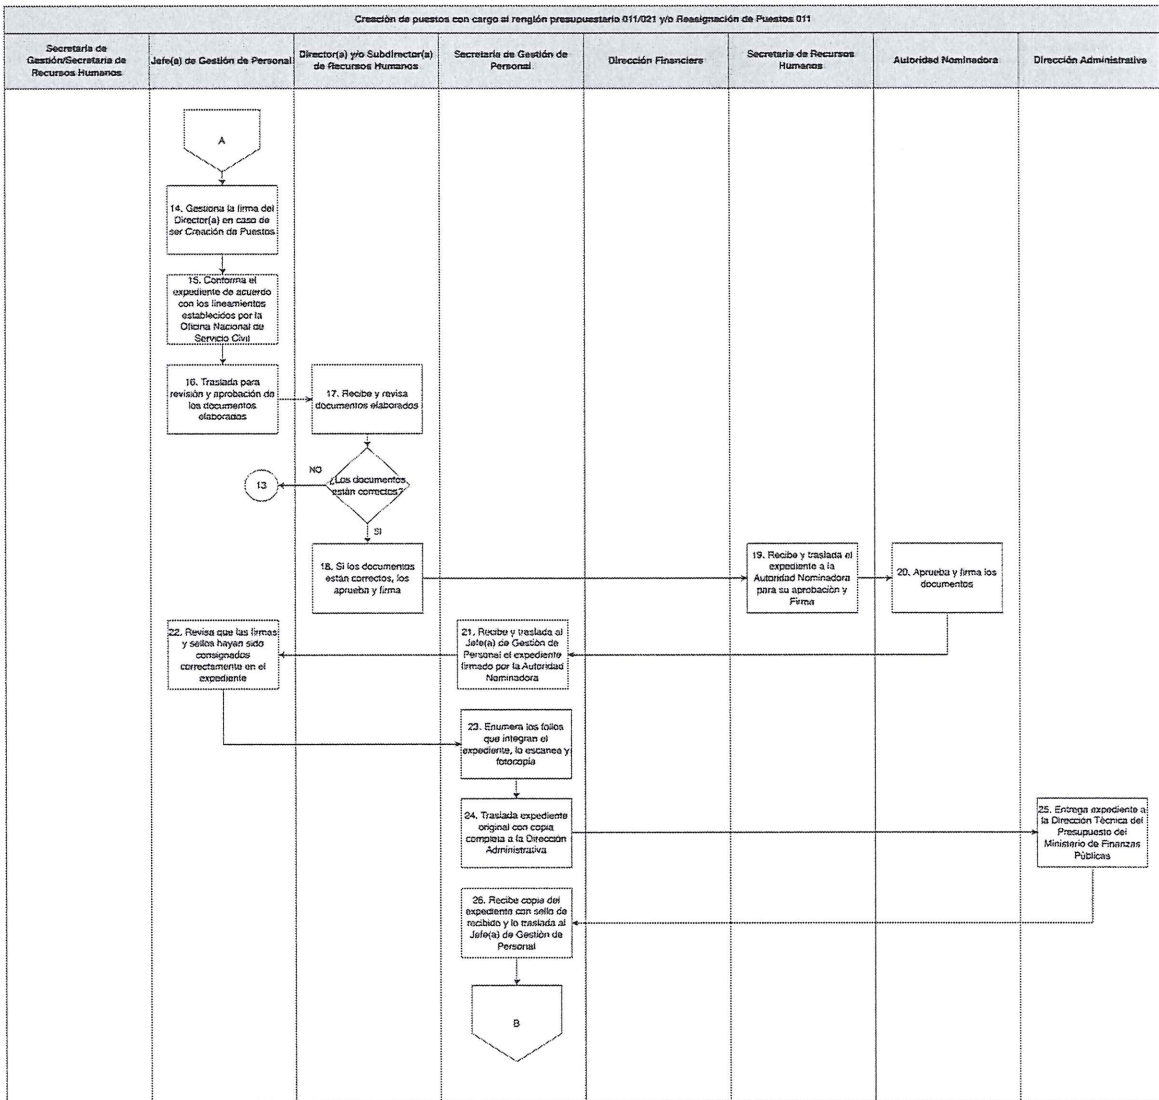 Creación de puestos con cargo al renglón presupuestario 011/021 y/o Reasignación de Puestos 011
Secretaria de
Gestión/Secretaria de
Recursos Humanos
Jefe(a) de Gestión de Personal
Director(a) y/o Subdirector(a)
de Recursos Humanos
Secretaria de Gestión de
Personal
Dirección Financiera
Secretaria de Recursos
Humanos
Autoridad Nominadora
Dirección Administrativa
A
14. Gestiona la firma del
Director(a) en caso de
ser Creación de Puestos
15. Conforma el
expediente de acuerdo
con los lineamientos
establecidos por la
Oficina Nacional de
Servicio Civil
16. Traslada para
revisión y aprobación de
los documentos
elaborados
17. Recibe y revisa
documentos elaborados
¿Los documentos
están correctos?
NO
13
SI
18. Si los documentos
están correctos, los
aprueba y firma
19. Recibe y traslada el
expediente a la
Autoridad Nominadora
para su aprobación y
Firma
20. Aprueba y firma los
documentos
21. Recibe y traslada al
Jefe(a) de Gestión de
Personal el expediente
firmado por la Autoridad
Nominadora
22. Revisa que las firmas
y sellos hayan sido
consignados
correctamente en el
expediente
23. Enumera los folios
que integran el
expediente, lo escanea y
fotocopia
24. Traslada expediente
original con copia
completa a la Dirección
Administrativa
25. Entrega expediente a
la Dirección Técnica del
Presupuesto del
Ministerio de Finanzas
Públicas
26. Recibe copia del
expediente con sello de
recibido y lo traslada al
Jefe(a) de Gestión de
Personal
B